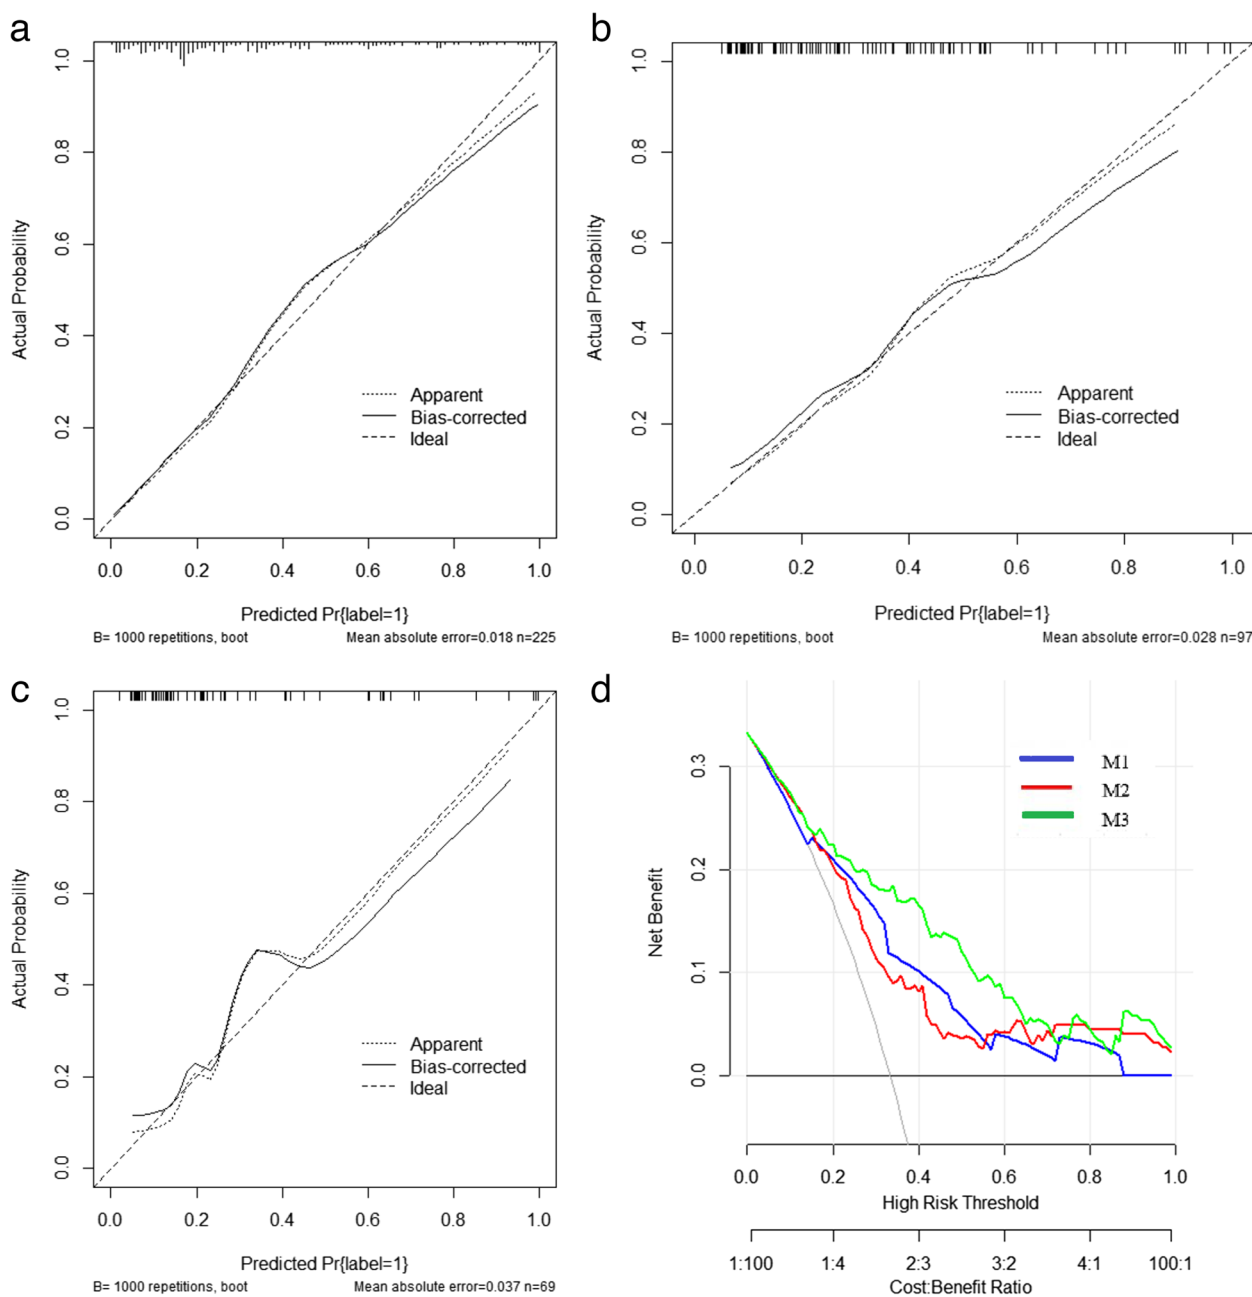 a
1.0
0.8
0.6
0.4
0.2
0.0
Actual Probability
Apparent
Bias-corrected
Ideal
0.0 0.2 0.4 0.6 0.8 1.0
Predicted Pr{label=1}
B= 1000 repetitions, boot Mean absolute error=0.018 n=225
b
1.0
0.8
0.6
0.4
0.2
0.0
Actual Probability
Apparent
Bias-corrected
Ideal
0.0 0.2 0.4 0.6 0.8 1.0
Predicted Pr{label=1}
B= 1000 repetitions, boot Mean absolute error=0.028 n=97
c
1.0
0.8
0.6
0.4
0.2
0.0
Actual Probability
Apparent
Bias-corrected
Ideal
0.0 0.2 0.4 0.6 0.8 1.0
Predicted Pr{label=1}
B= 1000 repetitions, boot Mean absolute error=0.037 n=69
d
0.3
0.2
0.1
0.0
Net Benefit
M1
M2
M3
0.0 0.2 0.4 0.6 0.8 1.0
High Risk Threshold
1:100 1:4 2:3 3:2 4:1 100:1
Cost:Benefit Ratio